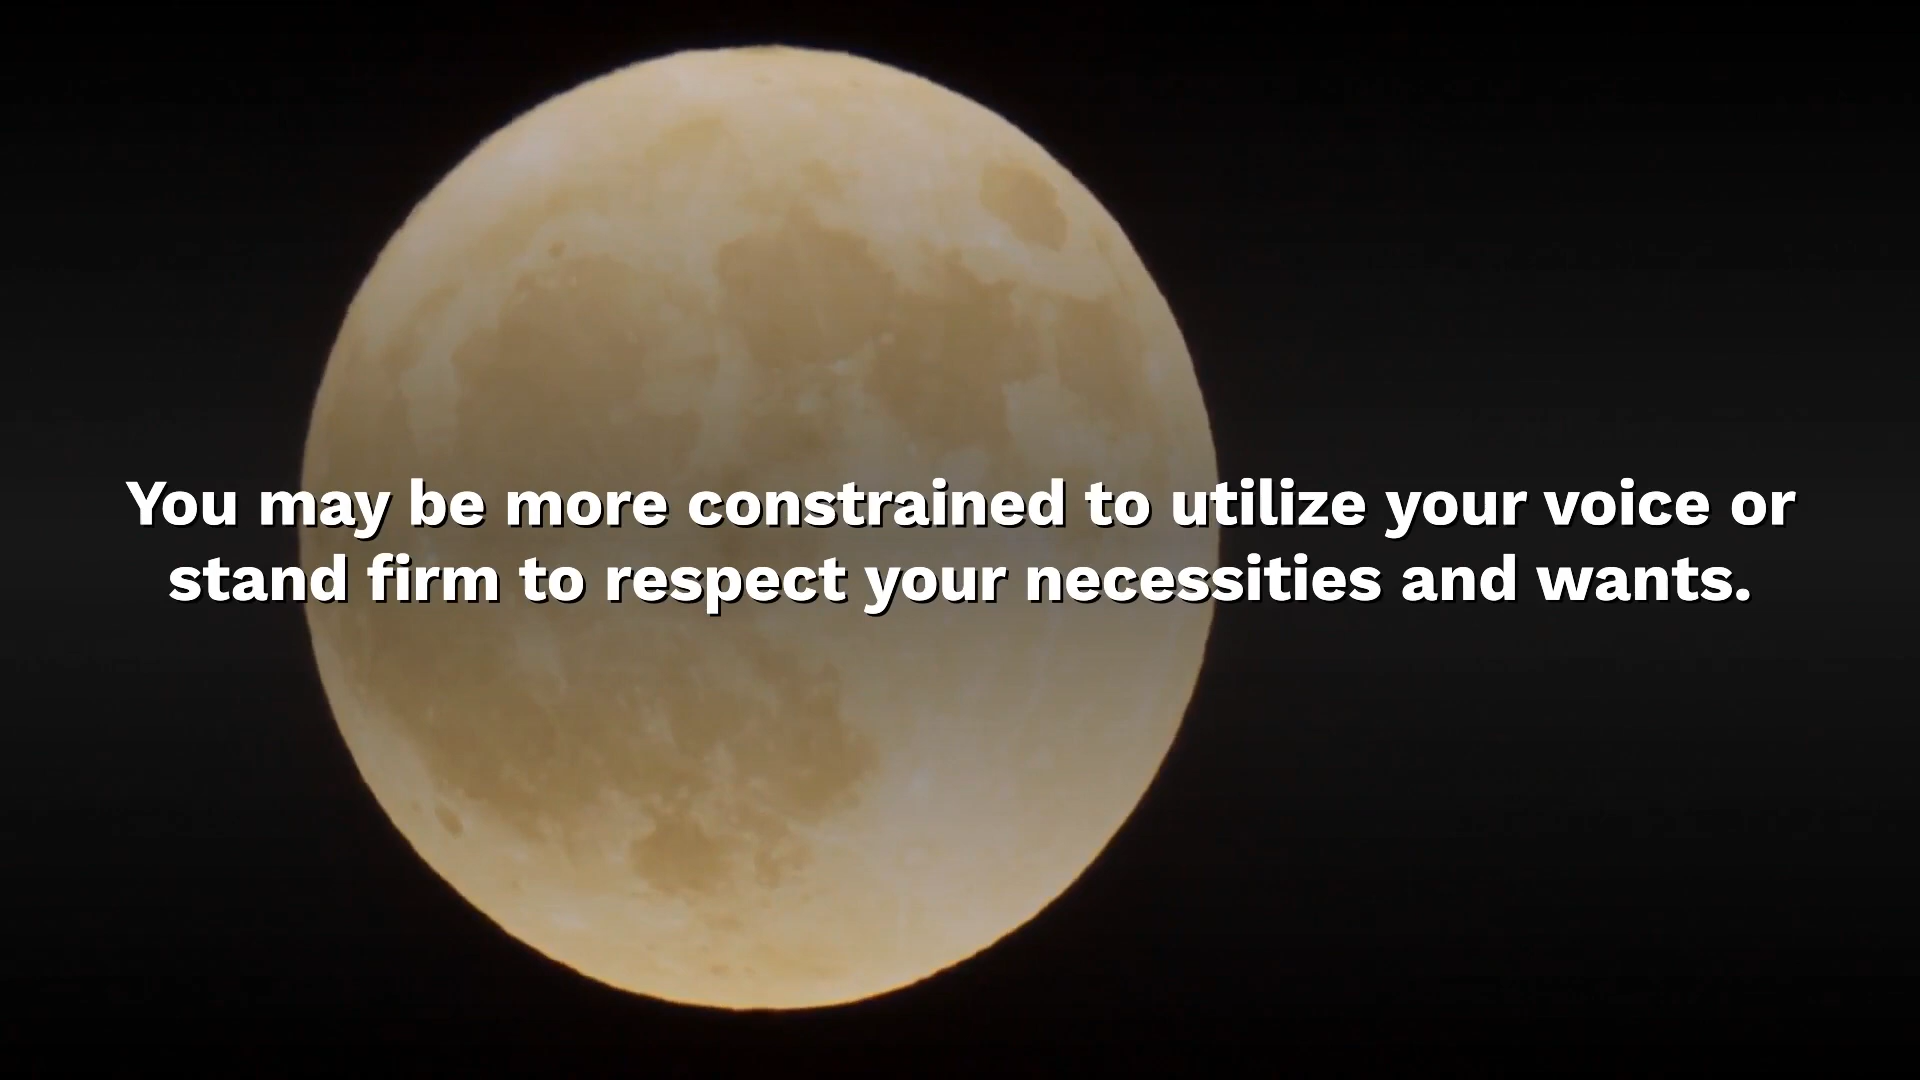 You may be more constrained to utilize your voice or
stand firm to respect your necessities and wants.